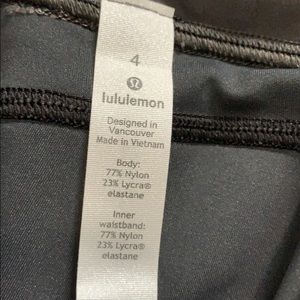 4
lululemon
Designed in
Vancouver
Made in Vietnam
Body:
77% Nylon
23% Lycra®
elastane
Inner
waistband:
77% Nylon
23% Lycra®
elastane